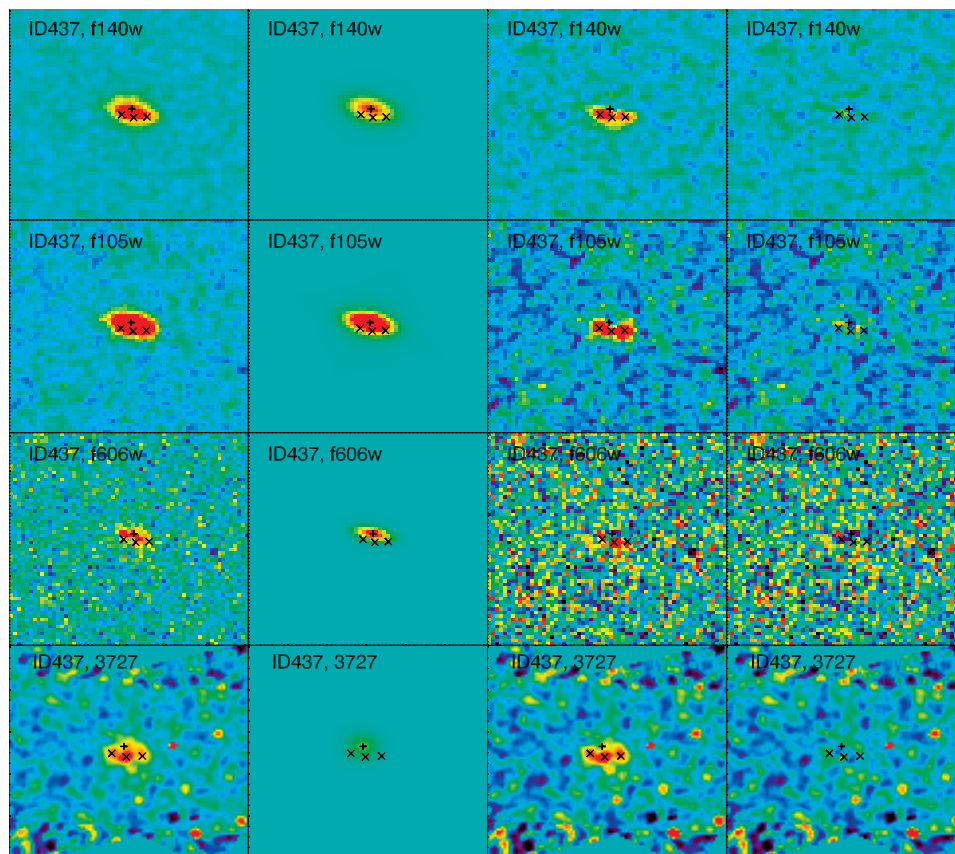 ID437, f140w ID437, f140w ID437, f140w ID437, f140w
ID437, f105w ID437, f105w ID437, f105w ID437, f105w
ID437, f606w ID437, f606w ID437, f606w ID437, f606w
ID437, 3727 ID437, 3727 ID437, 3727 ID437, 3727